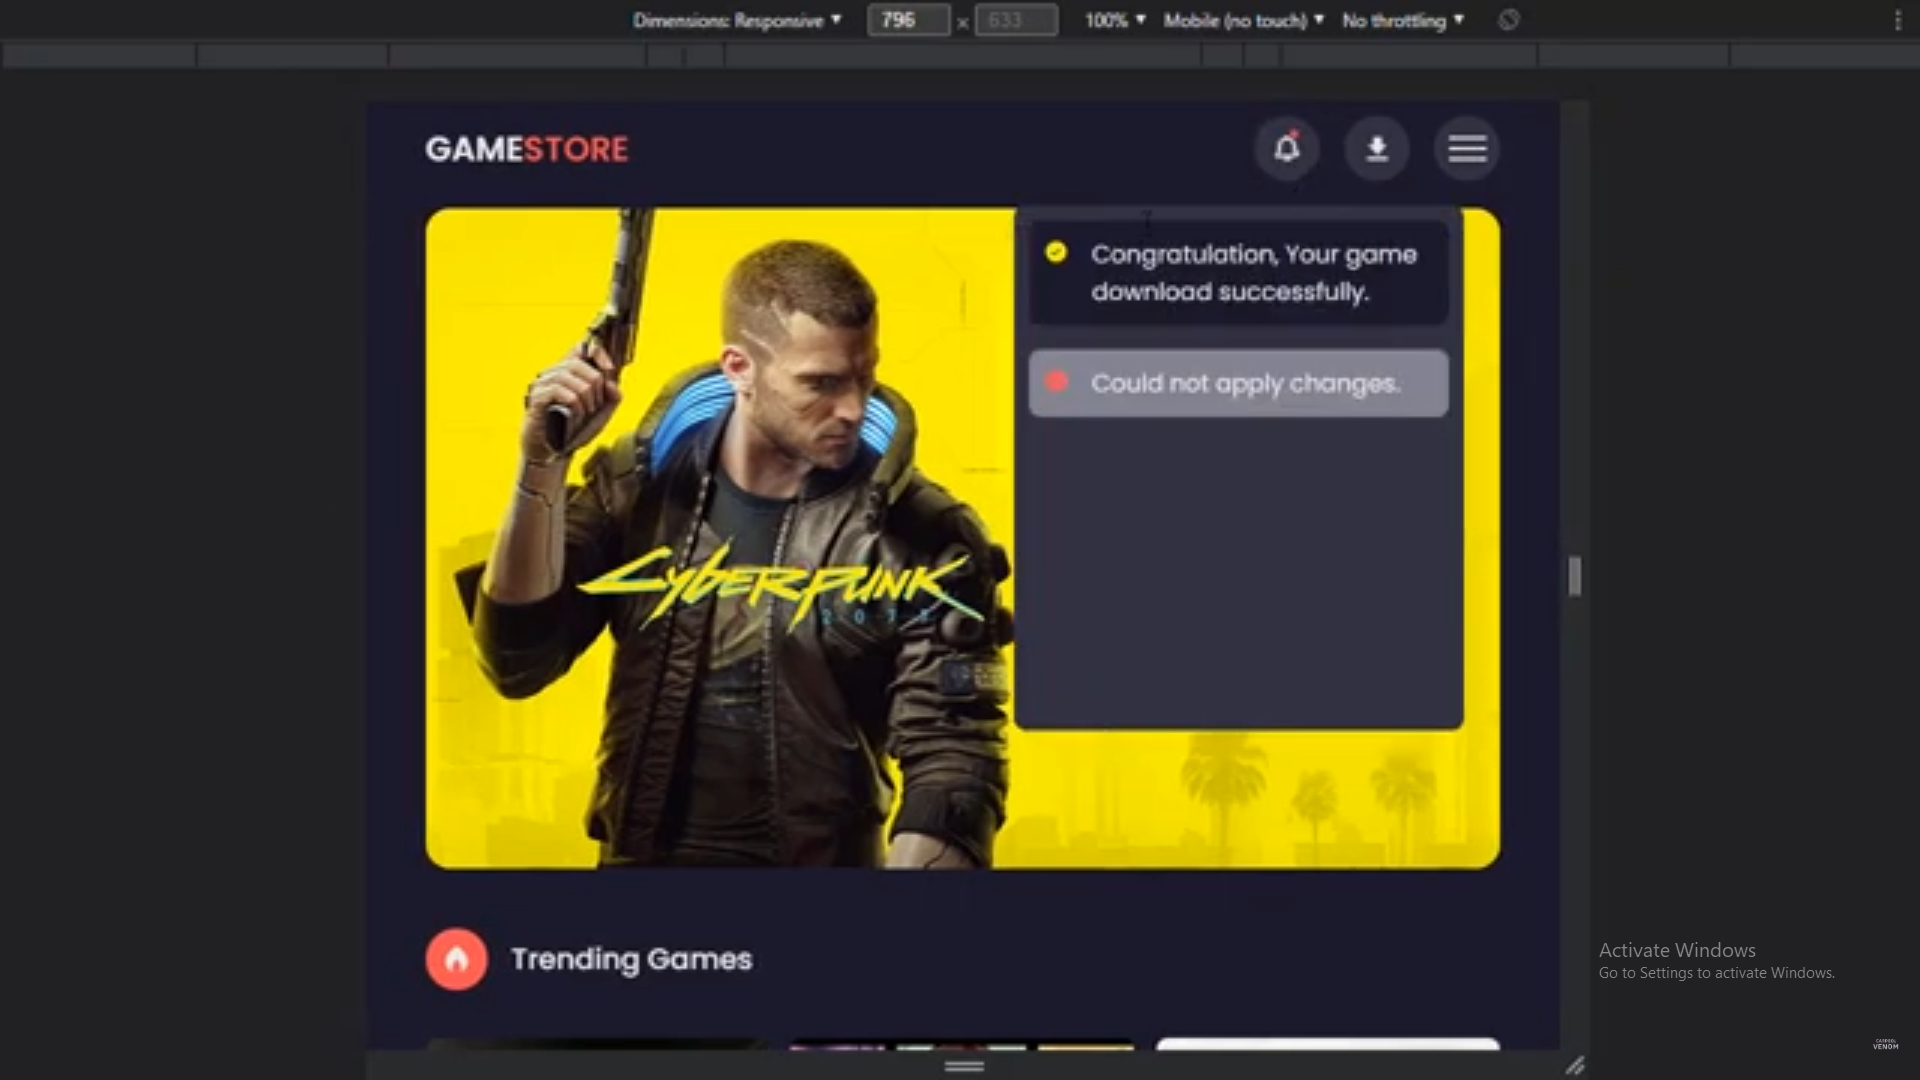 Dimensions: Responsive 796 x 633 100% Mobile (no touch) No throttling
GAMESTORE
Congratulation, Your game
download successfully.
Could not apply changes.
CYBERPUNK
Trending Games
Activate Windows
Go to Settings to activate Windows.
VENOM